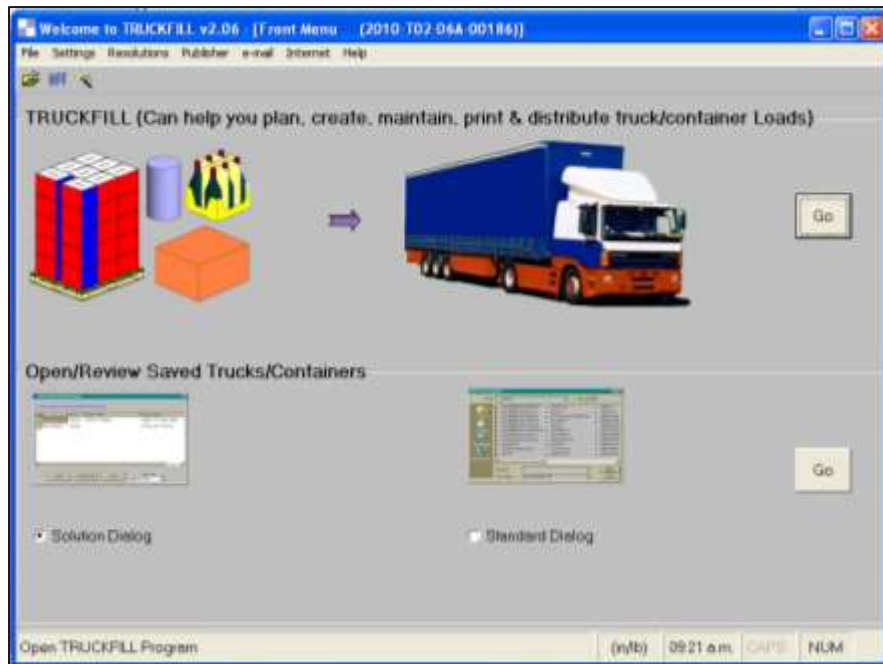 Welcome to TRUCKFILL v2.06 - [Front Menu (2010-T02-D6A-00186)]
File Settings Resolutions Publisher e-mail Internet Help
TRUCKFILL (Can help you plan, create, maintain, print & distribute truck/container Loads)
Go
Open/Review Saved Trucks/Containers
Go
Solution Dialog Standard Dialog
Open TRUCKFILL Program (in/lb) 09:21 a.m. CAPS NUM